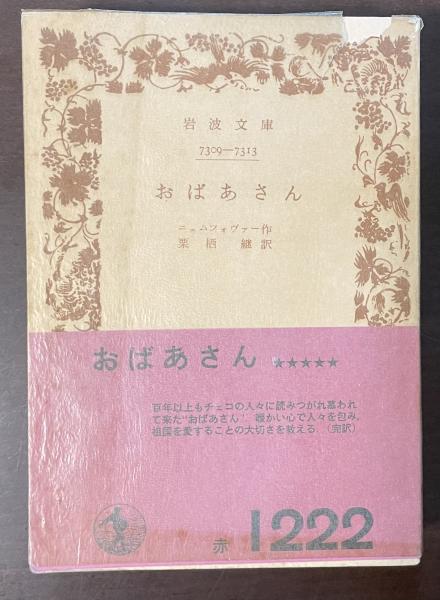 岩波文庫
7309—7313
おばあさん
ニェムツォヴァー作
栗栖 継訳
おばあさん ★★★★★
百年以上もチェコの人々に読みつがれ慕われ
て来た“おばあさん”。暖かい心で人々を包み,
祖国を愛することの大切さを教える.(完訳)
赤 1222